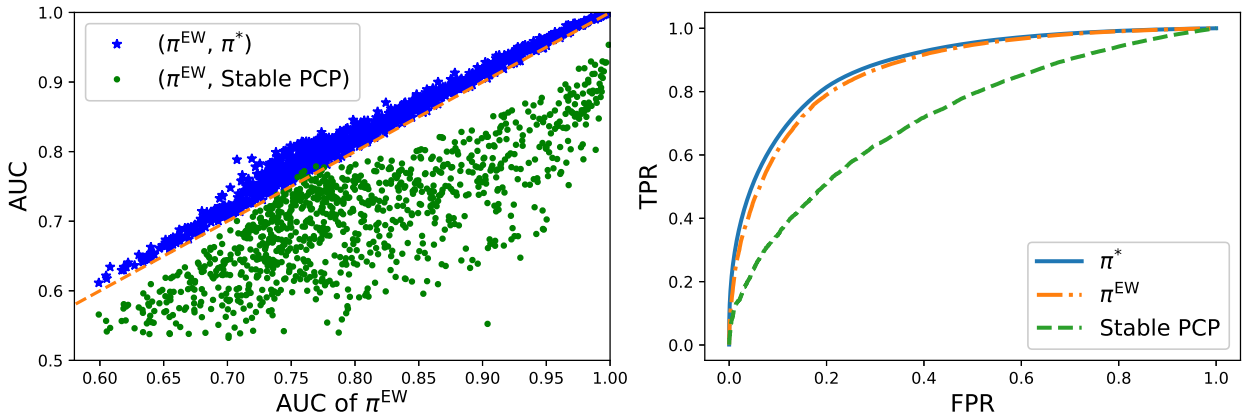 (π^EW, π*)
(π^EW, Stable PCP)
AUC
1.0
0.9
0.8
0.7
0.6
0.5
0.60 0.65 0.70 0.75 0.80 0.85 0.90 0.95 1.00
AUC of π^EW
TPR
1.0
0.8
0.6
0.4
0.2
0.0
π*
π^EW
Stable PCP
0.0 0.2 0.4 0.6 0.8 1.0
FPR